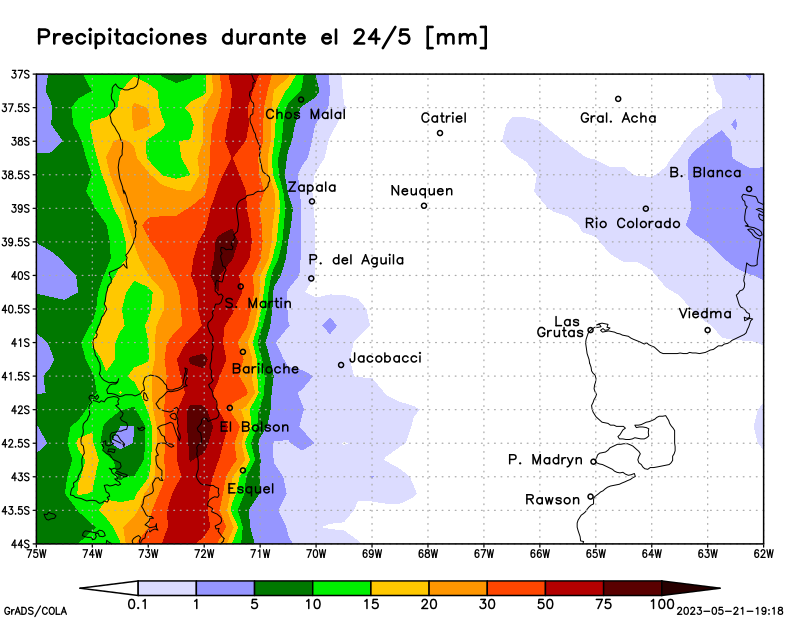 Precipitaciones durante el 24/5 [mm]
37S
37.5S
38S
38.5S
39S
39.5S
40S
40.5S
41S
41.5S
42S
42.5S
43S
43.5S
44S
Chos Malal
Catriel
Gral. Acha
B. Blanca
Zapala
Neuquen
Rio Colorado
P. del Aguila
S. Martin
Viedma
Las
Grutas
Jacobacci
Bariloche
El Bolson
P. Madryn
Esquel
Rawson
75W 74W 73W 72W 71W 70W 69W 68W 67W 66W 65W 64W 63W 62W
0.1 1 5 10 15 20 30 50 75 100
GrADS/COLA
2023-05-21-19:18